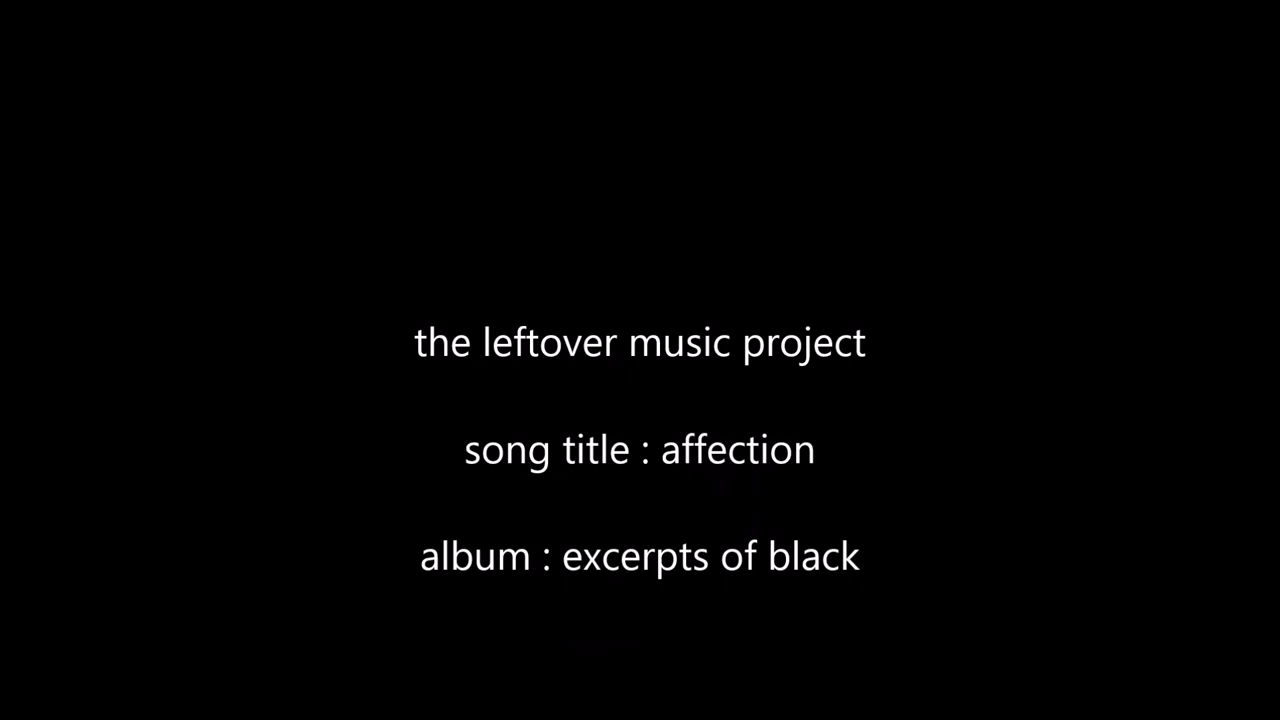 the leftover music project
song title : affection
album : excerpts of black